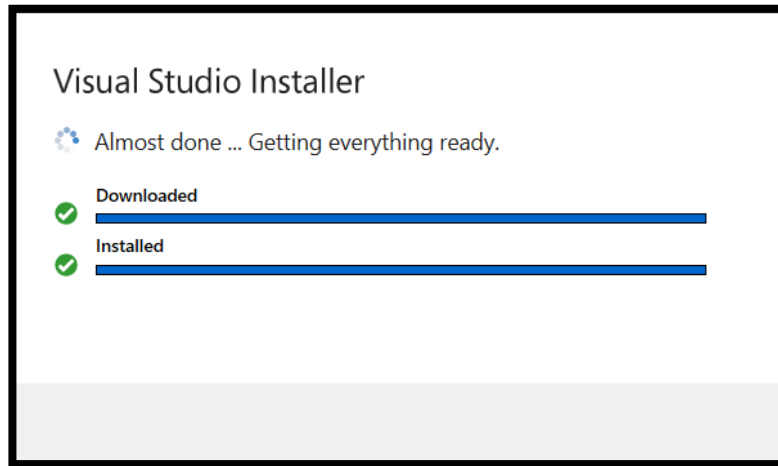 Visual Studio Installer
Almost done ... Getting everything ready.
Downloaded
Installed